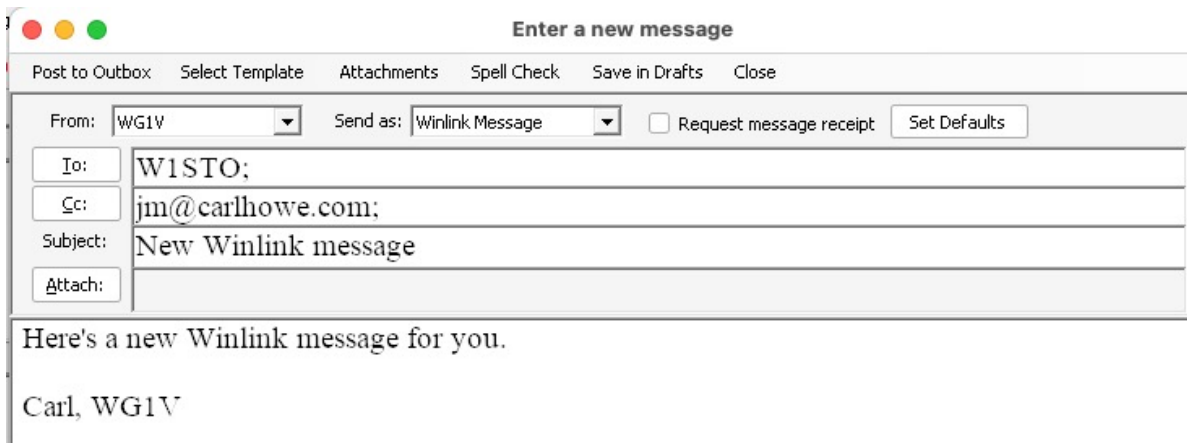 Enter a new message
Post to Outbox Select Template Attachments Spell Check Save in Drafts Close
From: WG1V Send as: Winlink Message Request message receipt Set Defaults
To: W1STO;
Cc: jm@carlhowe.com;
Subject: New Winlink message
Attach:
Here's a new Winlink message for you.
Carl, WG1V